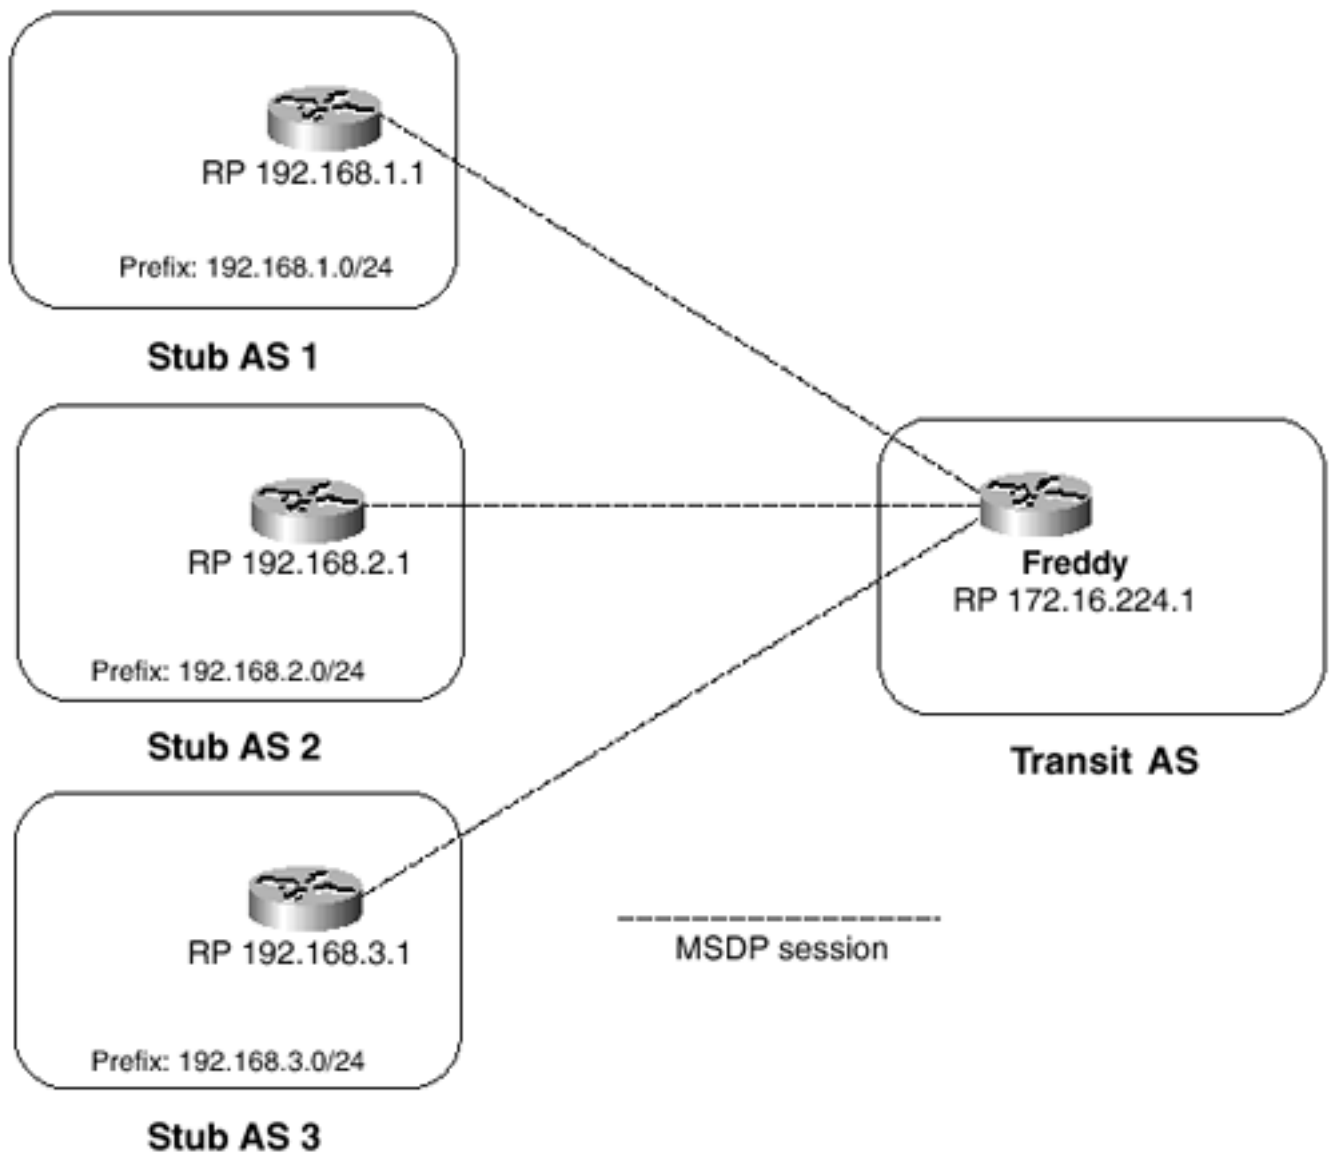 RP 192.168.1.1
Prefix: 192.168.1.0/24
Stub AS 1
RP 192.168.2.1
Prefix: 192.168.2.0/24
Stub AS 2
RP 192.168.3.1
Prefix: 192.168.3.0/24
Stub AS 3
Freddy
RP 172.16.224.1
Transit AS
MSDP session